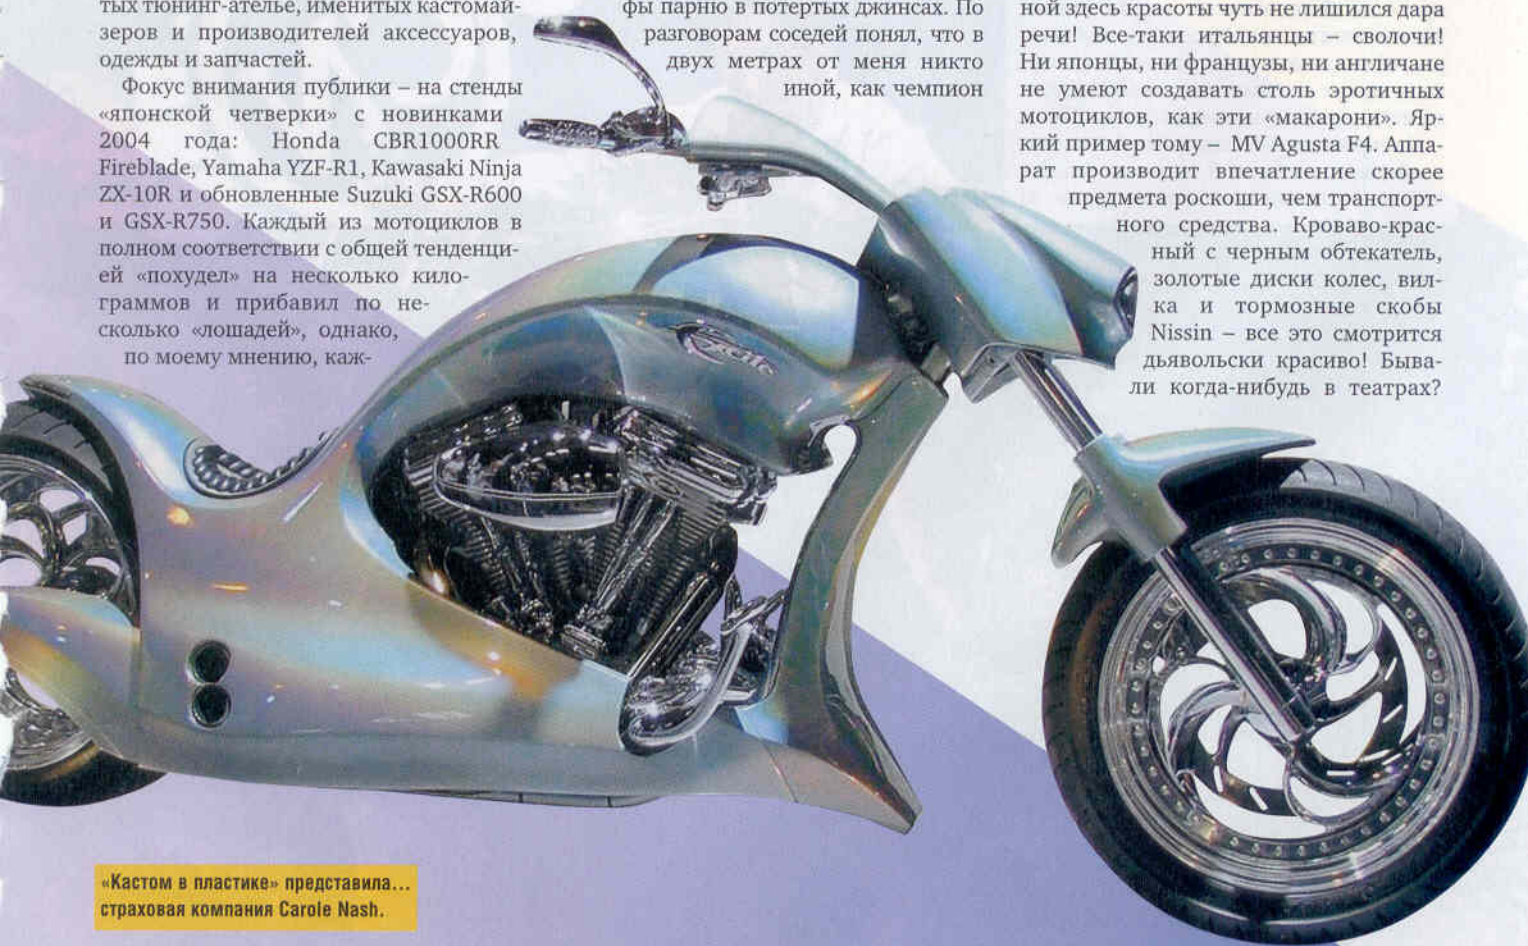 тых тюнинг-ателье, именитых кастомай-
зеров и производителей аксессуаров,
одежды и запчастей.
Фокус внимания публики – на стенды
«японской четверки» с новинками
2004 года: Honda CBR1000RR
Fireblade, Yamaha YZF-R1, Kawasaki Ninja
ZX-10R и обновленные Suzuki GSX-R600
и GSX-R750. Каждый из мотоциклов в
полном соответствии с общей тенденци-
ей «похудел» на несколько кило-
граммов и прибавил по не-
сколько «лошадей», однако,
по моему мнению, каж-
фы парню в потертых джинсах. По
разговорам соседей понял, что в
двух метрах от меня никто
иной, как чемпион
ной здесь красоты чуть не лишился дара
речи! Все-таки итальянцы – сволочи!
Ни японцы, ни французы, ни англичане
не умеют создавать столь эротичных
мотоциклов, как эти «макарони». Яр-
кий пример тому – MV Agusta F4. Аппа-
рат производит впечатление скорее
предмета роскоши, чем транспорт-
ного средства. Кроваво-крас-
ный с черным обтекатель,
золотые диски колес, вил-
ка и тормозные скобы
Nissin – все это смотрится
дьявольски красиво! Быва-
ли когда-нибудь в театрах?
«Кастом в пластике» представила...
страховая компания Carole Nash.